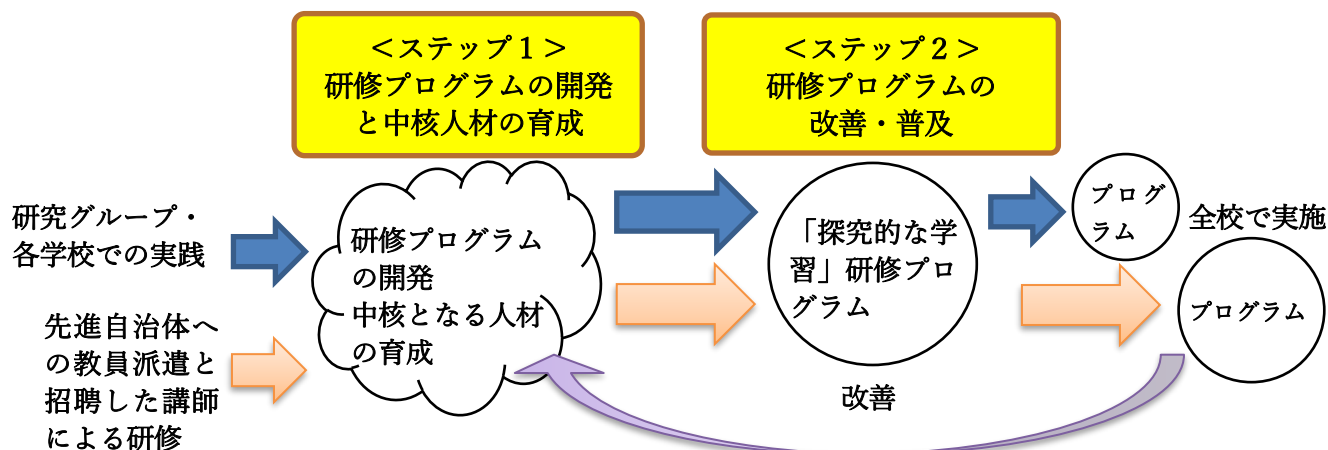 <ステップ１>
研修プログラムの開発
と中核人材の育成
<ステップ２>
研修プログラムの
改善・普及
研究グループ・
各学校での実践
先進自治体へ
の教員派遣と
招聘した講師
による研修
研修プログラム
の開発
中核となる人材
の育成
「探究的な学
習」研修プロ
グラム
改善
プログ
ラム
全校で実施
プログラム